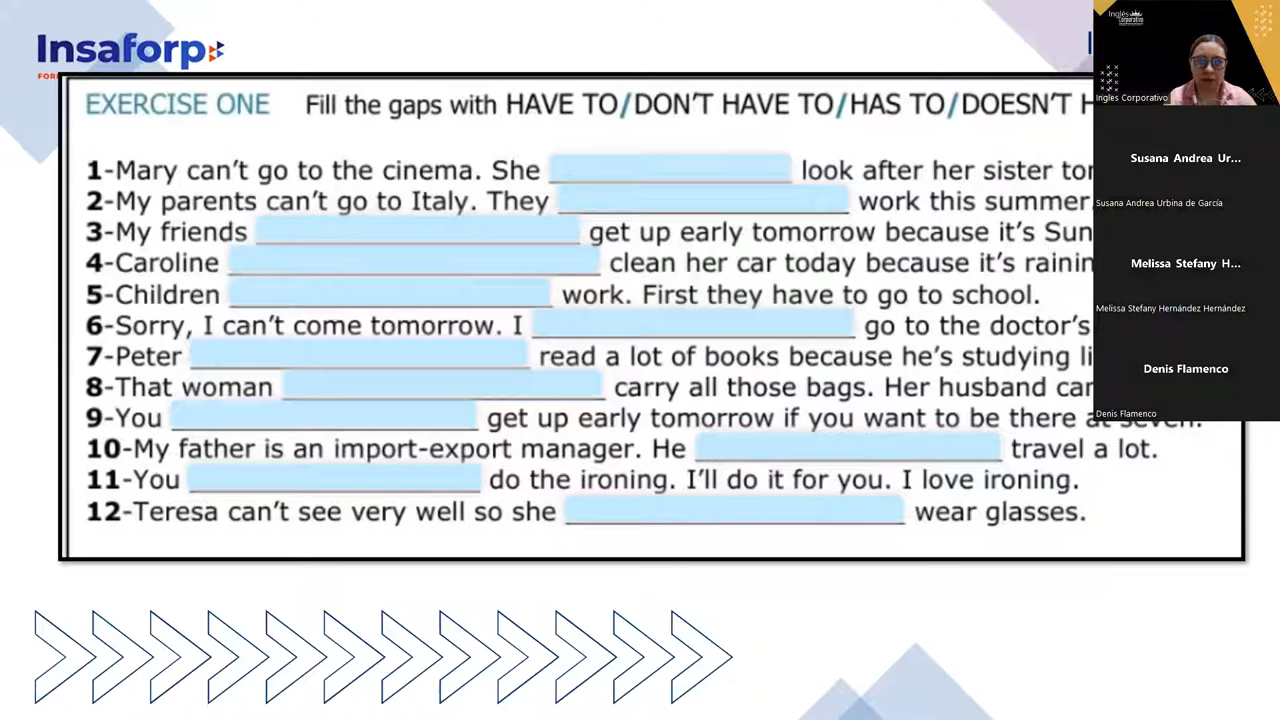 Insaforp
Inglés
Corporativo
EXERCISE ONE Fill the gaps with HAVE TO/DON'T HAVE TO/HAS TO/DOESN'T H
1-Mary can't go to the cinema. She look after her sister
2-My parents can't go to Italy. They work this summer
3-My friends get up early tomorrow because it's Sun
4-Caroline clean her car today because it's rainin
5-Children work. First they have to go to school.
6-Sorry, I can't come tomorrow. I go to the doctor's
7-Peter read a lot of books because he's studying li
8-That woman carry all those bags. Her husband can
9-You get up early tomorrow if you want to be there at seven.
10-My father is an import-export manager. He travel a lot.
11-You do the ironing. I'll do it for you. I love ironing.
12-Teresa can't see very well so she wear glasses.
Ingles Corporativo
Susana Andrea Ur...
Susana Andrea Urbina de García
Melissa Stefany H...
Melissa Stefany Hernández Hernández
Denis Flamenco
Denis Flamenco